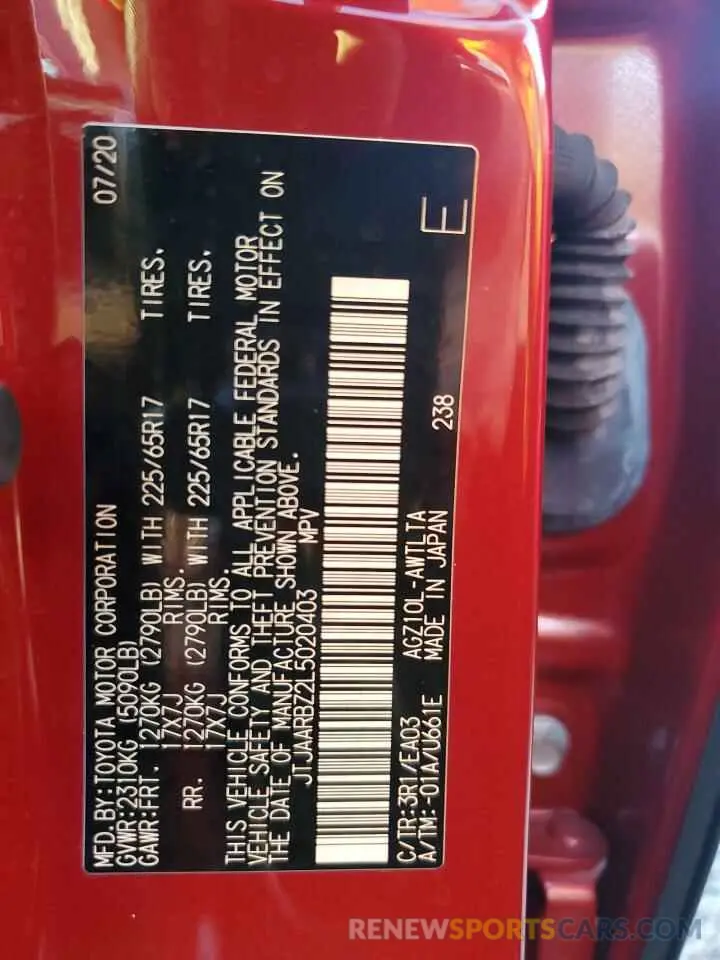 MFD.BY:TOYOTA MOTOR CORPORATION 07/20
GVWR:2310KG (5090LB)
GAWR:FRT. 1270KG (2790LB) WITH 225/65R17 TIRES.
17X7J RIMS.
RR. 1270KG (2790LB) WITH 225/65R17 TIRES.
17X7J RIMS.
THIS VEHICLE CONFORMS TO ALL APPLICABLE FEDERAL MOTOR
VEHICLE SAFETY AND THEFT PREVENTION STANDARDS IN EFFECT ON
THE DATE OF MANUFACTURE SHOWN ABOVE.
JTJAARBZ2L5020403 MPV
C/TR:3R1/EA03 AGZ10L-AWTLTA
A/TM:-01A/U661E MADE IN JAPAN 238 E
RENEWSPORTSCARS.COM